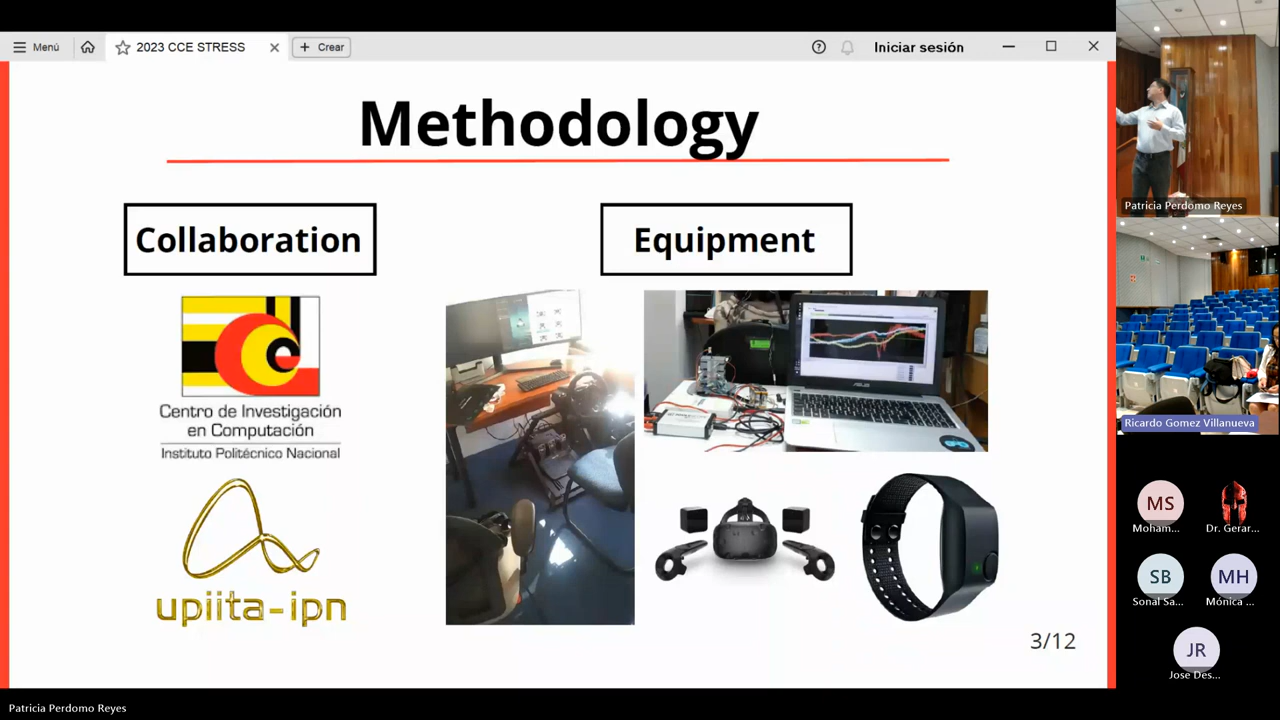 Menú
2023 CCE STRESS
Crear
Iniciar sesión
Methodology
Collaboration
Equipment
Centro de Investigación
en Computación
Instituto Politécnico Nacional
upiita-ipn
ASUS
3/12
Patricia Perdomo Reyes
Ricardo Gomez Villanueva
MS
Moham...
Dr. Gerar...
SB
Sonal Sa...
MH
Mónica ...
JR
Jose Des...
Patricia Perdomo Reyes